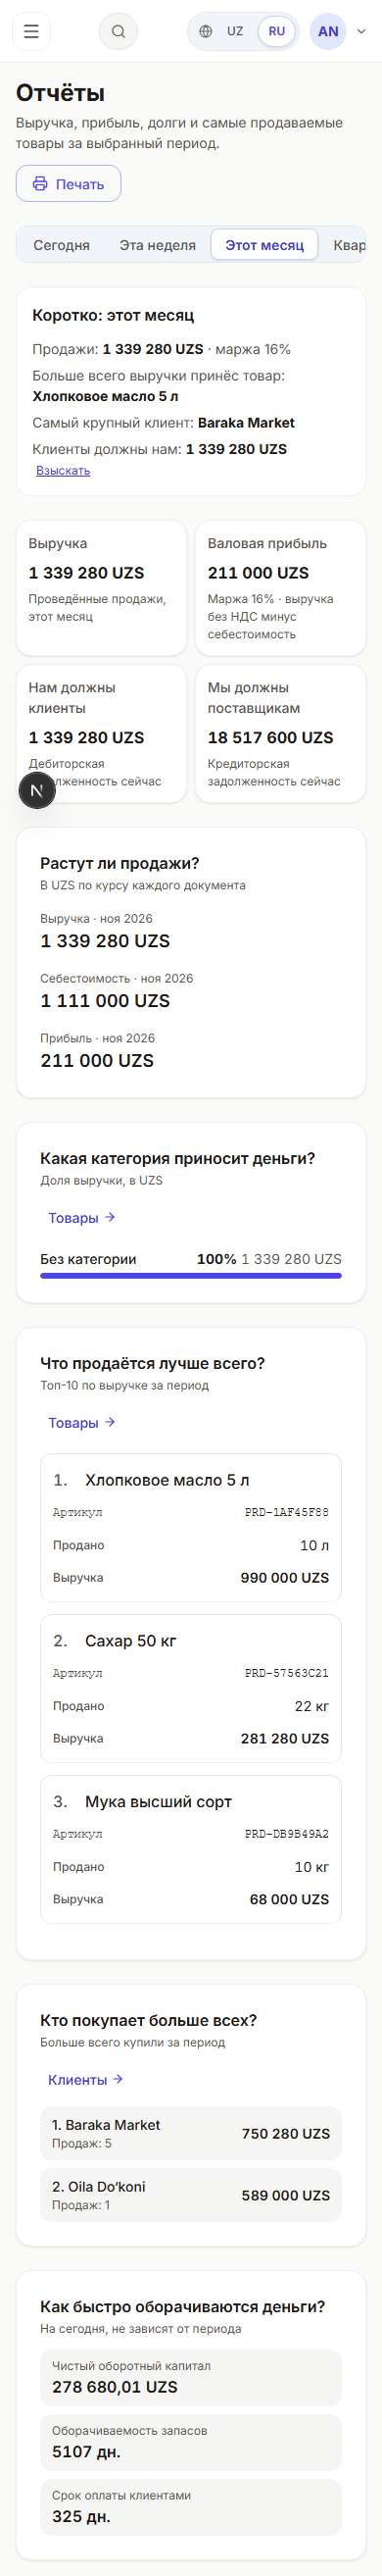 UZ
RU
AN
Отчёты
Выручка, прибыль, долги и самые продаваемые
товары за выбранный период.
Печать
Сегодня
Эта неделя
Этот месяц
Квар
Коротко: этот месяц
Продажи: 1 339 280 UZS · маржа 16%
Больше всего выручки принёс товар:
Хлопковое масло 5 л
Самый крупный клиент: Baraka Market
Клиенты должны нам: 1 339 280 UZS
Взыскать
Выручка
1 339 280 UZS
Проведённые продажи,
этот месяц
Валовая прибыль
211 000 UZS
Маржа 16% · выручка
без НДС минус
себестоимость
Нам должны
клиенты
1 339 280 UZS
Дебиторская
олженность сейчас
N
Мы должны
поставщикам
18 517 600 UZS
Кредиторская
задолженность сейчас
Растут ли продажи?
В UZS по курсу каждого документа
Выручка · ноя 2026
1 339 280 UZS
Себестоимость · ноя 2026
1 111 000 UZS
Прибыль · ноя 2026
211 000 UZS
Какая категория приносит деньги?
Доля выручки, в UZS
Товары →
Без категории 100% 1 339 280 UZS
Что продаётся лучше всего?
Топ-10 по выручке за период
Товары →
1. Хлопковое масло 5 л
Артикул PRD-1AF45F88
Продано 10 л
Выручка 990 000 UZS
2. Сахар 50 кг
Артикул PRD-57563C21
Продано 22 кг
Выручка 281 280 UZS
3. Мука высший сорт
Артикул PRD-DB9B49A2
Продано 10 кг
Выручка 68 000 UZS
Кто покупает больше всех?
Больше всего купили за период
Клиенты →
1. Baraka Market 750 280 UZS
Продаж: 5
2. Oila Do‘koni 589 000 UZS
Продаж: 1
Как быстро оборачиваются деньги?
На сегодня, не зависят от периода
Чистый оборотный капитал
278 680,01 UZS
Оборачиваемость запасов
5107 дн.
Срок оплаты клиентами
325 дн.